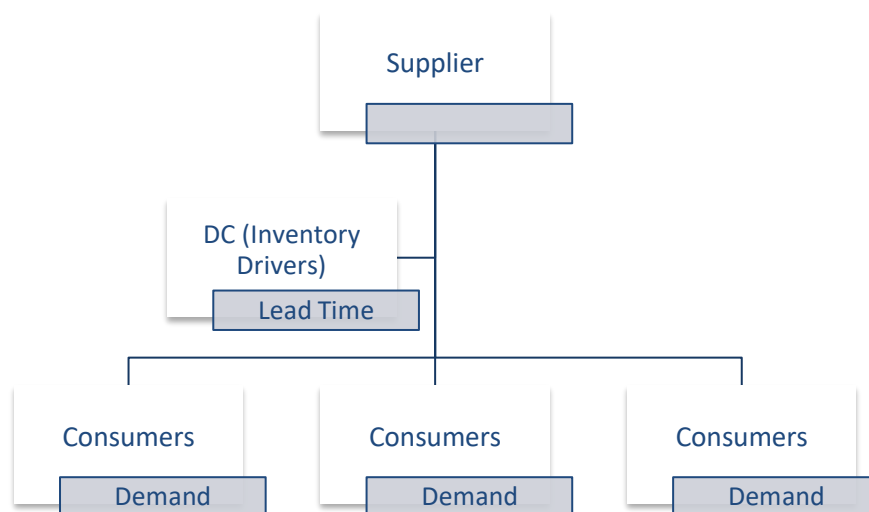 Supplier
DC (Inventory
Drivers)
Lead Time
Consumers
Consumers
Consumers
Demand
Demand
Demand